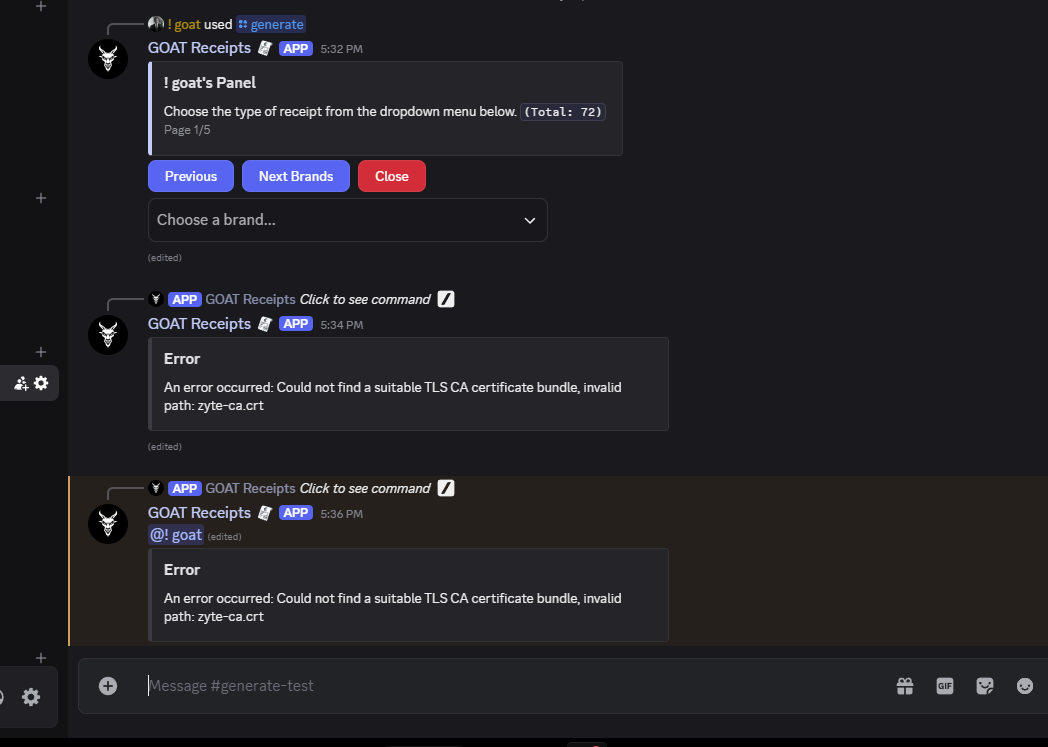 ! goat used generate
GOAT Receipts APP 5:32 PM
! goat's Panel
Choose the type of receipt from the dropdown menu below. (Total: 72)
Page 1/5
Previous Next Brands Close
Choose a brand...
(edited)
APP GOAT Receipts Click to see command
GOAT Receipts APP 5:34 PM
Error
An error occurred: Could not find a suitable TLS CA certificate bundle, invalid
path: zyte-ca.crt
(edited)
APP GOAT Receipts Click to see command
GOAT Receipts APP 5:36 PM
@! goat (edited)
Error
An error occurred: Could not find a suitable TLS CA certificate bundle, invalid
path: zyte-ca.crt
Message #generate-test
GIF